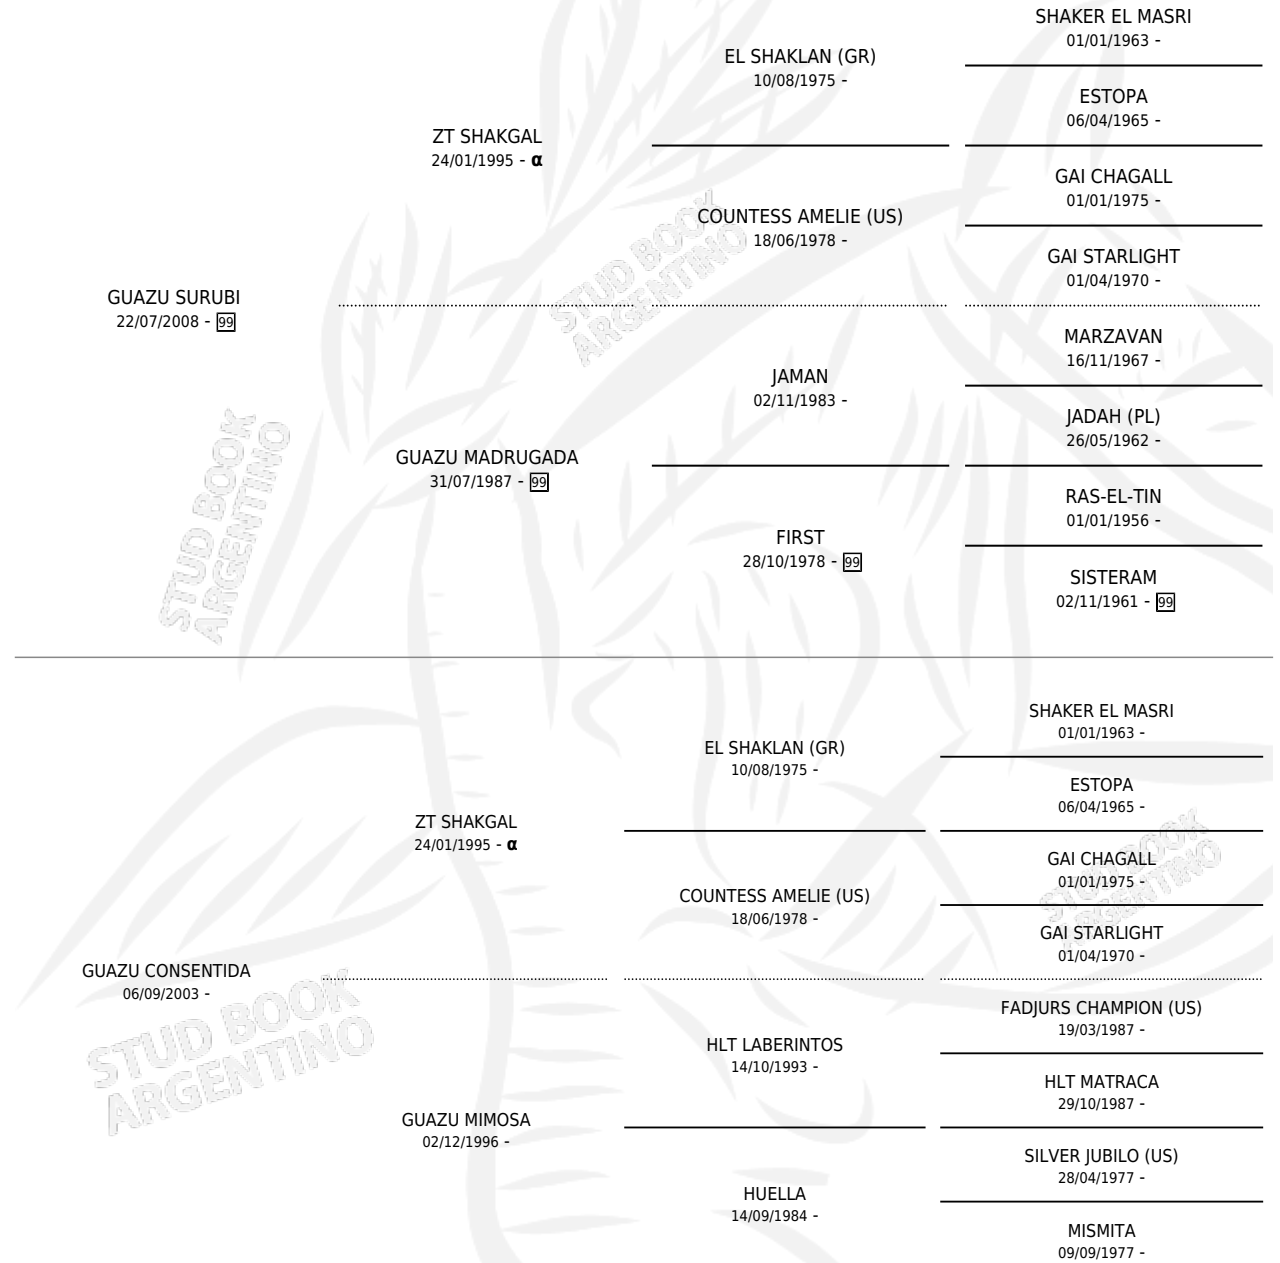 SHAKER EL MASRI
01/01/1963 -
EL SHAKLAN (GR)
10/08/1975 -
ESTOPA
06/04/1965 -
ZT SHAKGAL
24/01/1995 - α
GAI CHAGALL
01/01/1975 -
COUNTESS AMELIE (US)
18/06/1978 -
GAI STARLIGHT
01/04/1970 -
GUAZU SURUBI
22/07/2008 - 99
MARZAVAN
16/11/1967 -
JAMAN
02/11/1983 -
JADAH (PL)
26/05/1962 -
GUAZU MADRUGADA
31/07/1987 - 99
RAS-EL-TIN
01/01/1956 -
FIRST
28/10/1978 - 99
SISTERAM
02/11/1961 - 99
STUD BOOK
ARGENTINO
STUD BOOK
ARGENTINO
SHAKER EL MASRI
01/01/1963 -
EL SHAKLAN (GR)
10/08/1975 -
ESTOPA
06/04/1965 -
ZT SHAKGAL
24/01/1995 - α
GAI CHAGALL
01/01/1975 -
COUNTESS AMELIE (US)
18/06/1978 -
GAI STARLIGHT
01/04/1970 -
GUAZU CONSENTIDA
06/09/2003 -
FADJURS CHAMPION (US)
19/03/1987 -
HLT LABERINTOS
14/10/1993 -
HLT MATRACA
29/10/1987 -
GUAZU MIMOSA
02/12/1996 -
SILVER JUBILO (US)
28/04/1977 -
HUELLA
14/09/1984 -
MISMITA
09/09/1977 -
STUD BOOK
ARGENTINO
STUD BOOK
ARGENTINO